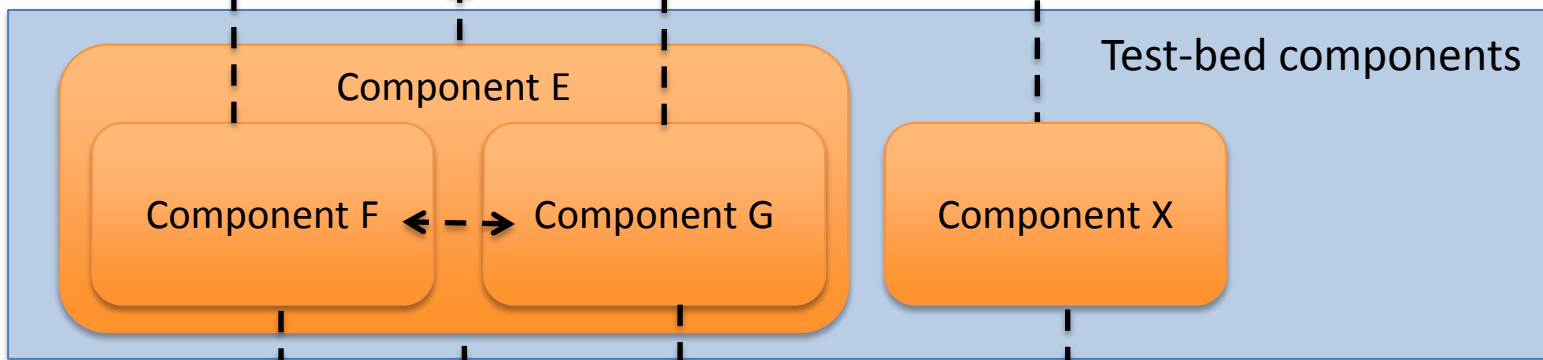 Test-bed components
Component E
Component F
Component G
Component X